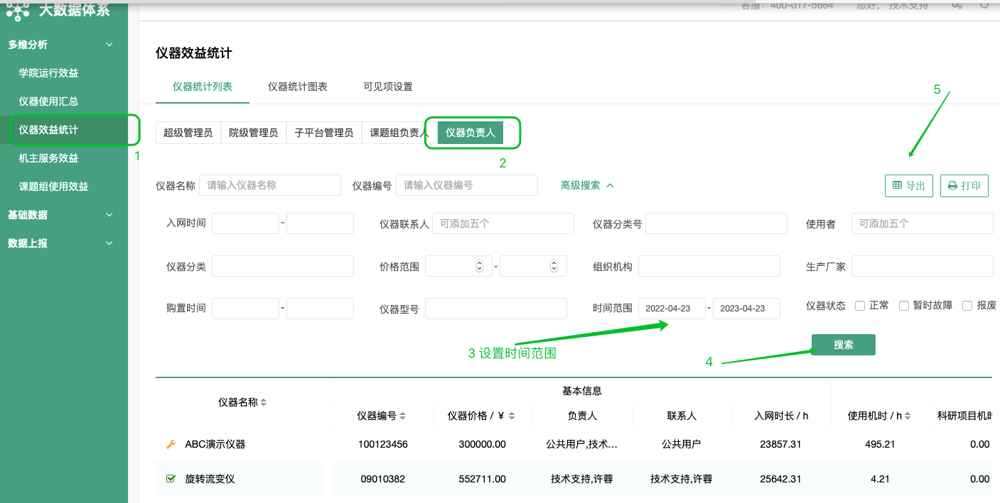 大数据体系
客服：400-017-5664 您好， 技术支持
多维分析
学院运行效益
仪器使用汇总
仪器效益统计
1
机主服务效益
课题组使用效益
基础数据
数据上报
仪器效益统计
仪器统计列表 仪器统计图表 可见项设置
5
超级管理员 院级管理员 子平台管理员 课题组负责人 仪器负责人
2
仪器名称 请输入仪器名称 仪器编号 请输入仪器编号 高级搜索 导出 打印
入网时间 - 仪器联系人 可添加五个 仪器分类号 使用者 可添加五个
仪器分类 价格范围 - 组织机构 生产厂家
购置时间 - 仪器型号 时间范围 2022-04-23 - 2023-04-23 仪器状态 正常 暂时故障 报废
3 设置时间范围
4
搜索
基本信息
仪器名称
仪器编号 仪器价格 / ¥ 负责人 联系人 入网时长 / h 使用机时 / h 科研项目机时
ABC演示仪器 100123456 300000.00 公共用户,技术... 公共用户 23857.31 495.21 0.00
旋转流变仪 09010382 552711.00 技术支持,许蓉 技术支持,许蓉 25642.31 4.21 0.00